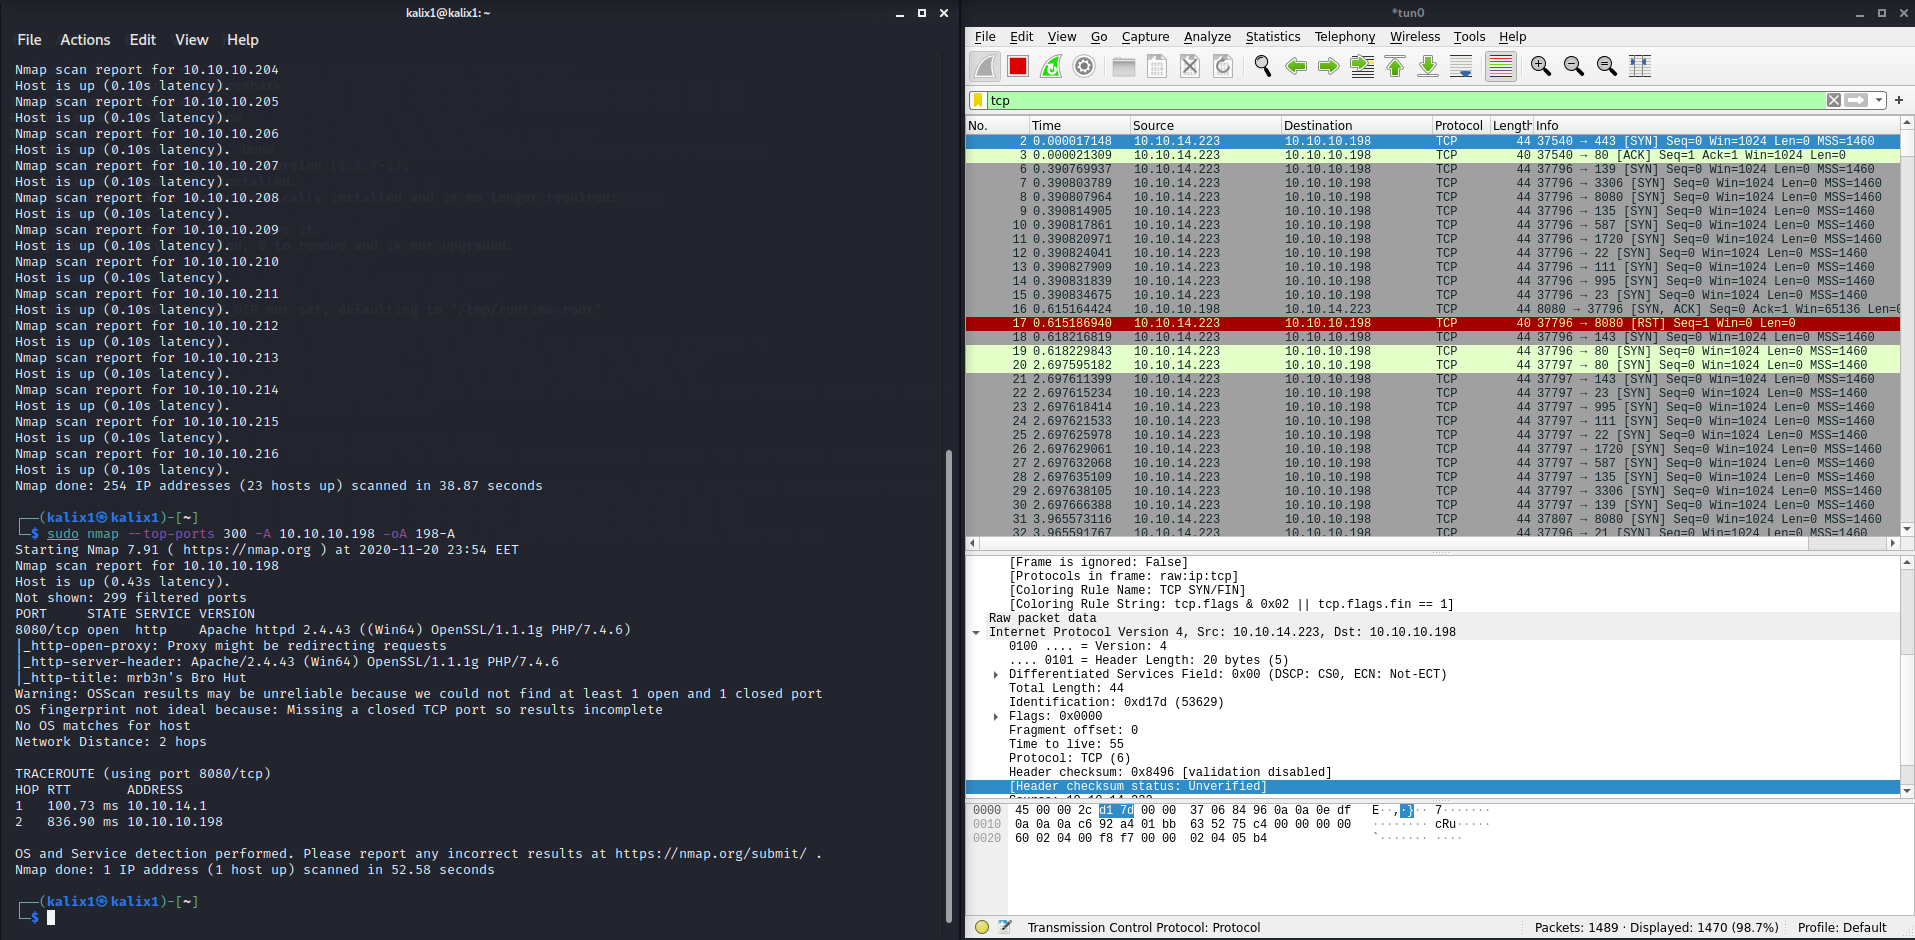 kalix1@kalix1: ~
File Actions Edit View Help
Nmap scan report for 10.10.10.204
Host is up (0.10s latency).
Nmap scan report for 10.10.10.205
Host is up (0.10s latency).
Nmap scan report for 10.10.10.206
Host is up (0.10s latency).
Nmap scan report for 10.10.10.207
Host is up (0.10s latency).
Nmap scan report for 10.10.10.208
Host is up (0.10s latency).
Nmap scan report for 10.10.10.209
Host is up (0.10s latency).
Nmap scan report for 10.10.10.210
Host is up (0.10s latency).
Nmap scan report for 10.10.10.211
Host is up (0.10s latency).
Nmap scan report for 10.10.10.212
Host is up (0.10s latency).
Nmap scan report for 10.10.10.213
Host is up (0.10s latency).
Nmap scan report for 10.10.10.214
Host is up (0.10s latency).
Nmap scan report for 10.10.10.215
Host is up (0.10s latency).
Nmap scan report for 10.10.10.216
Host is up (0.10s latency).
Nmap done: 254 IP addresses (23 hosts up) scanned in 38.87 seconds
┌──(kalix1㉿kalix1)-[~]
└─$ sudo nmap --top-ports 300 -A 10.10.10.198 -oA 198-A
Starting Nmap 7.91 ( https://nmap.org ) at 2020-11-20 23:54 EET
Nmap scan report for 10.10.10.198
Host is up (0.43s latency).
Not shown: 299 filtered ports
PORT STATE SERVICE VERSION
8080/tcp open http Apache httpd 2.4.43 ((Win64) OpenSSL/1.1.1g PHP/7.4.6)
|_http-open-proxy: Proxy might be redirecting requests
|_http-server-header: Apache/2.4.43 (Win64) OpenSSL/1.1.1g PHP/7.4.6
|_http-title: mrb3n's Bro Hut
Warning: OSScan results may be unreliable because we could not find at least 1 open and 1 closed port
OS fingerprint not ideal because: Missing a closed TCP port so results incomplete
No OS matches for host
Network Distance: 2 hops
TRACEROUTE (using port 8080/tcp)
HOP RTT ADDRESS
1 100.73 ms 10.10.14.1
2 836.90 ms 10.10.10.198
OS and Service detection performed. Please report any incorrect results at https://nmap.org/submit/ .
Nmap done: 1 IP address (1 host up) scanned in 52.58 seconds
┌──(kalix1㉿kalix1)-[~]
└─$
*tun0
File Edit View Go Capture Analyze Statistics Telephony Wireless Tools Help
tcp
No. Time Source Destination Protocol Length Info
2 0.000017148 10.10.14.223 10.10.10.198 TCP 44 37540 → 443 [SYN] Seq=0 Win=1024 Len=0 MSS=1460
3 0.000021309 10.10.14.223 10.10.10.198 TCP 40 37540 → 80 [ACK] Seq=1 Ack=1 Win=1024 Len=0
6 0.390769937 10.10.14.223 10.10.10.198 TCP 44 37796 → 139 [SYN] Seq=0 Win=1024 Len=0 MSS=1460
7 0.390803789 10.10.14.223 10.10.10.198 TCP 44 37796 → 3306 [SYN] Seq=0 Win=1024 Len=0 MSS=1460
8 0.390807964 10.10.14.223 10.10.10.198 TCP 44 37796 → 8080 [SYN] Seq=0 Win=1024 Len=0 MSS=1460
9 0.390814905 10.10.14.223 10.10.10.198 TCP 44 37796 → 135 [SYN] Seq=0 Win=1024 Len=0 MSS=1460
10 0.390817861 10.10.14.223 10.10.10.198 TCP 44 37796 → 587 [SYN] Seq=0 Win=1024 Len=0 MSS=1460
11 0.390820971 10.10.14.223 10.10.10.198 TCP 44 37796 → 1720 [SYN] Seq=0 Win=1024 Len=0 MSS=1460
12 0.390824041 10.10.14.223 10.10.10.198 TCP 44 37796 → 22 [SYN] Seq=0 Win=1024 Len=0 MSS=1460
13 0.390827909 10.10.14.223 10.10.10.198 TCP 44 37796 → 111 [SYN] Seq=0 Win=1024 Len=0 MSS=1460
14 0.390831839 10.10.14.223 10.10.10.198 TCP 44 37796 → 995 [SYN] Seq=0 Win=1024 Len=0 MSS=1460
15 0.390834675 10.10.14.223 10.10.10.198 TCP 44 37796 → 23 [SYN] Seq=0 Win=1024 Len=0 MSS=1460
16 0.615164424 10.10.10.198 10.10.14.223 TCP 44 8080 → 37796 [SYN, ACK] Seq=0 Ack=1 Win=65136 Len=0
17 0.615186940 10.10.14.223 10.10.10.198 TCP 40 37796 → 8080 [RST] Seq=1 Win=0 Len=0
18 0.618216819 10.10.14.223 10.10.10.198 TCP 44 37796 → 143 [SYN] Seq=0 Win=1024 Len=0 MSS=1460
19 0.618229843 10.10.14.223 10.10.10.198 TCP 44 37796 → 80 [SYN] Seq=0 Win=1024 Len=0 MSS=1460
20 2.697595182 10.10.14.223 10.10.10.198 TCP 44 37797 → 80 [SYN] Seq=0 Win=1024 Len=0 MSS=1460
21 2.697611399 10.10.14.223 10.10.10.198 TCP 44 37797 → 143 [SYN] Seq=0 Win=1024 Len=0 MSS=1460
22 2.697615234 10.10.14.223 10.10.10.198 TCP 44 37797 → 23 [SYN] Seq=0 Win=1024 Len=0 MSS=1460
23 2.697618414 10.10.14.223 10.10.10.198 TCP 44 37797 → 995 [SYN] Seq=0 Win=1024 Len=0 MSS=1460
24 2.697621533 10.10.14.223 10.10.10.198 TCP 44 37797 → 111 [SYN] Seq=0 Win=1024 Len=0 MSS=1460
25 2.697625978 10.10.14.223 10.10.10.198 TCP 44 37797 → 22 [SYN] Seq=0 Win=1024 Len=0 MSS=1460
26 2.697629061 10.10.14.223 10.10.10.198 TCP 44 37797 → 1720 [SYN] Seq=0 Win=1024 Len=0 MSS=1460
27 2.697632068 10.10.14.223 10.10.10.198 TCP 44 37797 → 587 [SYN] Seq=0 Win=1024 Len=0 MSS=1460
28 2.697635109 10.10.14.223 10.10.10.198 TCP 44 37797 → 135 [SYN] Seq=0 Win=1024 Len=0 MSS=1460
29 2.697638105 10.10.14.223 10.10.10.198 TCP 44 37797 → 3306 [SYN] Seq=0 Win=1024 Len=0 MSS=1460
30 2.697666388 10.10.14.223 10.10.10.198 TCP 44 37797 → 139 [SYN] Seq=0 Win=1024 Len=0 MSS=1460
31 3.965573116 10.10.14.223 10.10.10.198 TCP 44 37807 → 8080 [SYN] Seq=0 Win=1024 Len=0 MSS=1460
32 3.965591767 10.10.14.223 10.10.10.198 TCP 44 37796 → 21 [SYN] Seq=0 Win=1024 Len=0 MSS=1460
[Frame is ignored: False]
[Protocols in frame: raw:ip:tcp]
[Coloring Rule Name: TCP SYN/FIN]
[Coloring Rule String: tcp.flags & 0x02 || tcp.flags.fin == 1]
Raw packet data
Internet Protocol Version 4, Src: 10.10.14.223, Dst: 10.10.10.198
0100 .... = Version: 4
.... 0101 = Header Length: 20 bytes (5)
Differentiated Services Field: 0x00 (DSCP: CS0, ECN: Not-ECT)
Total Length: 44
Identification: 0xd17d (53629)
Flags: 0x0000
Fragment offset: 0
Time to live: 55
Protocol: TCP (6)
Header checksum: 0x8496 [validation disabled]
[Header checksum status: Unverified]
Source: 10.10.14.223
0000 45 00 00 2c d1 7d 00 00 37 06 84 96 0a 0a 0e df E··,·}·· 7·······
0010 0a 0a 0a c6 92 a4 01 bb 63 52 75 c4 00 00 00 00 ········ cRu·····
0020 60 02 04 00 f8 f7 00 00 02 04 05 b4 `······· ····
Transmission Control Protocol: Protocol
Packets: 1489 · Displayed: 1470 (98.7%)
Profile: Default